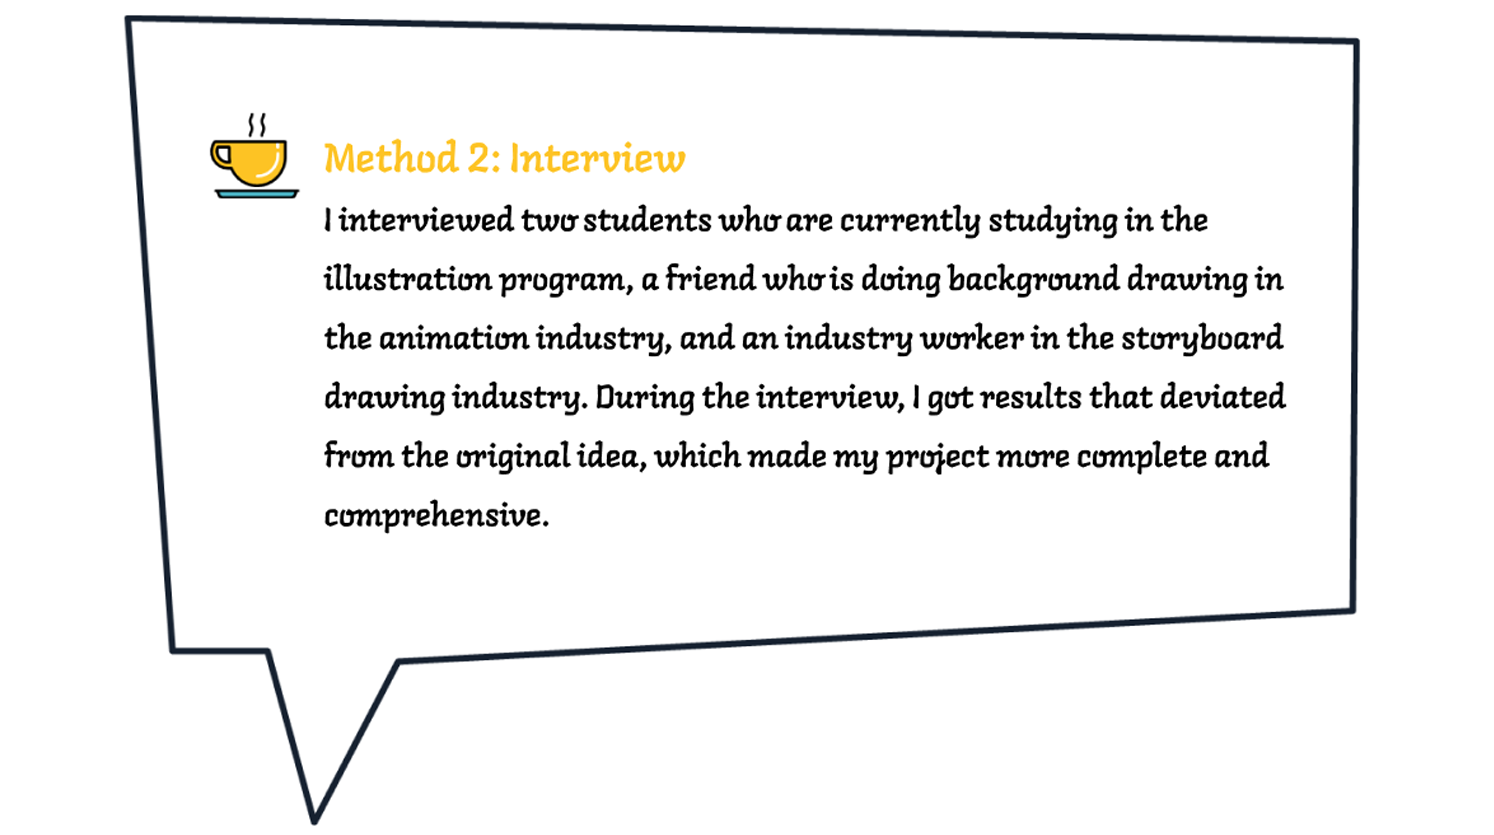 Method 2: Interview
I interviewed two students who are currently studying in the
illustration program, a friend who is doing background drawing in
the animation industry, and an industry worker in the storyboard
drawing industry. During the interview, I got results that deviated
from the original idea, which made my project more complete and
comprehensive.